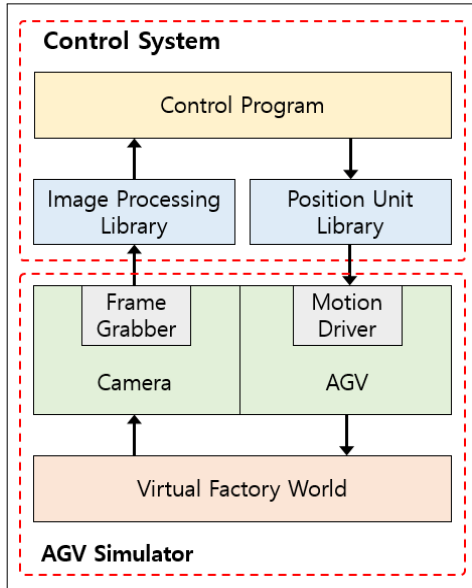 Control System
Control Program
Image Processing
Library
Position Unit
Library
Frame
Grabber
Motion
Driver
Camera
AGV
Virtual Factory World
AGV Simulator